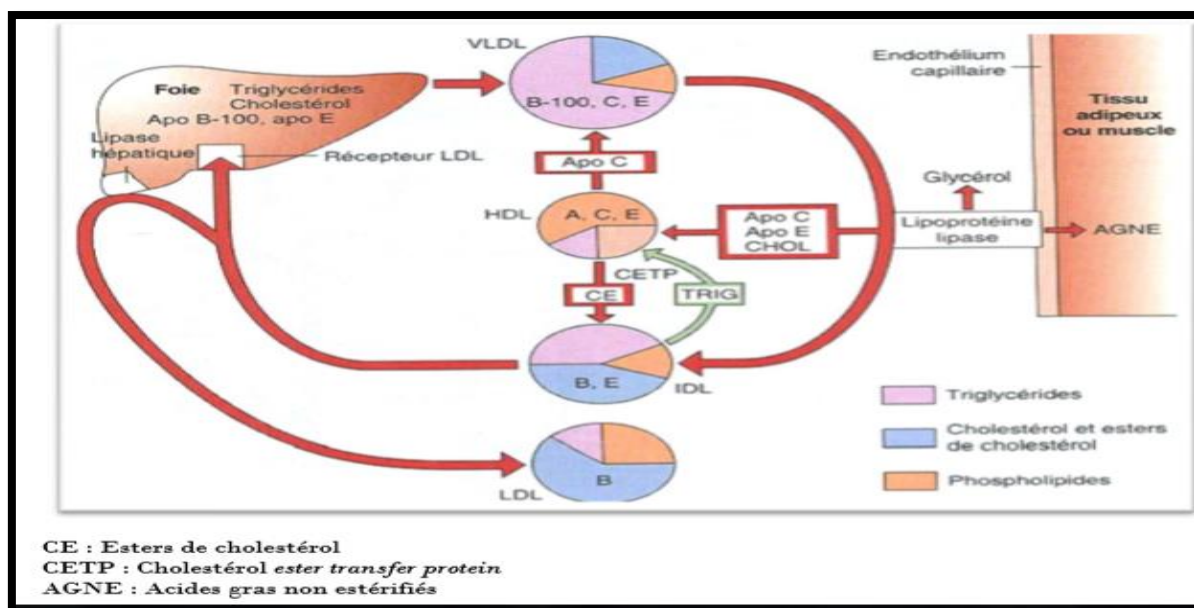 VLDL
B-100, C, E
Foie
Triglycérides
Cholestérol
Apo B-100, apo E
Lipase
hépatique
Récepteur LDL
Apo C
HDL
A, C, E
CETP
CE
TRIG
Apo C
Apo E
CHOL
Endothélium
capillaire
Tissu
adipeux
ou muscle
Glycérol
Lipoprotéine
lipase
AGNE
B, E
IDL
LDL
B
Triglycérides
Cholestérol et esters
de cholestérol
Phospholipides
CE : Esters de cholestérol
CETP : Cholestérol ester transfer protein
AGNE : Acides gras non estérifiés